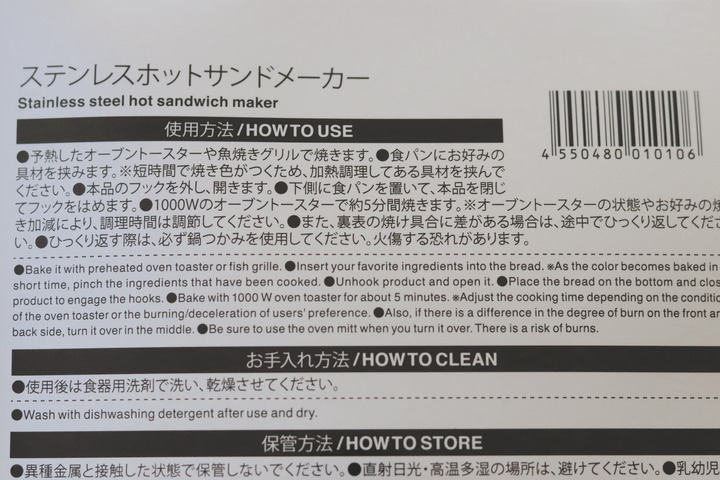 ステンレスホットサンドメーカー
Stainless steel hot sandwich maker
4 550480 010106
使用方法/HOW TO USE
●予熱したオーブントースターや魚焼きグリルで焼きます。●食パンにお好みの
具材を挟みます。※短時間で焼き色がつくため、加熱調理してある具材を挟んで
ください。●本品のフックを外し、開きます。●下側に食パンを置いて、本品を閉じ
てフックをはめます。●1000Wのオーブントースターで約5分間焼きます。※オーブントースターの状態やお好みの焼
き加減により、調理時間は調節してください。●また、裏表の焼け具合に差がある場合は、途中でひっくり返してくださ
い。●ひっくり返す際は、必ず鍋つかみを使用してください。火傷する恐れがあります。
●Bake it with preheated oven toaster or fish grille. ●Insert your favorite ingredients into the bread. ※As the color becomes baked in
short time, pinch the ingredients that have been cooked. ●Unhook product and open it. ●Place the bread on the bottom and clos
product to engage the hooks. ●Bake with 1000 W oven toaster for about 5 minutes. ※Adjust the cooking time depending on the conditio
of the oven toaster or the burning/deceleration of users' preference. ●Also, if there is a difference in the degree of burn on the front an
back side, turn it over in the middle. ●Be sure to use the oven mitt when you turn it over. There is a risk of burns.
お手入れ方法/HOW TO CLEAN
●使用後は食器用洗剤で洗い、乾燥させてください。
●Wash with dishwashing detergent after use and dry.
保管方法/HOW TO STORE
●異種金属と接触した状態で保管しないでください。●直射日光・高温多湿の場所は、避けてください。●乳幼児